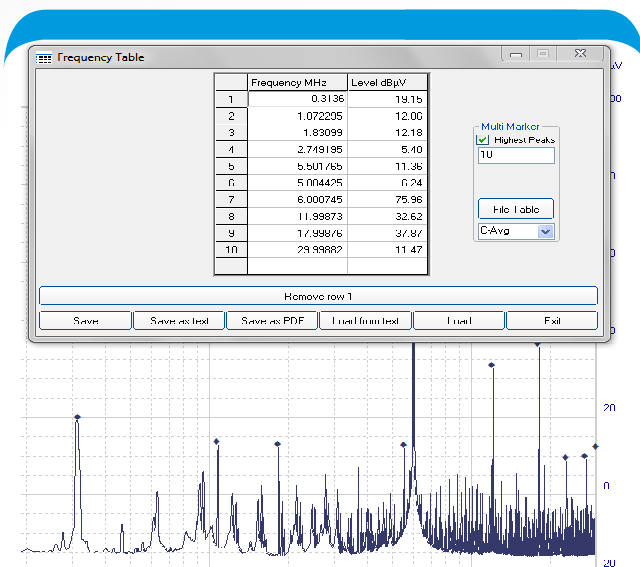 Frequency Table
Frequency MHz Level dBµV
1 0.3136 19.15
2 1.072295 12.06
3 1.83099 12.18
4 2.749195 5.40
5 5.501765 11.36
6 5.004425 6.24
7 6.000745 75.96
8 11.99873 32.62
9 17.99876 37.87
10 29.99882 11.47
Multi Marker
Highest Peaks
10
File Table
C-Avg
Remove row 1
Save Save as text Save as PDF Load from text Load Exit
20
0
20